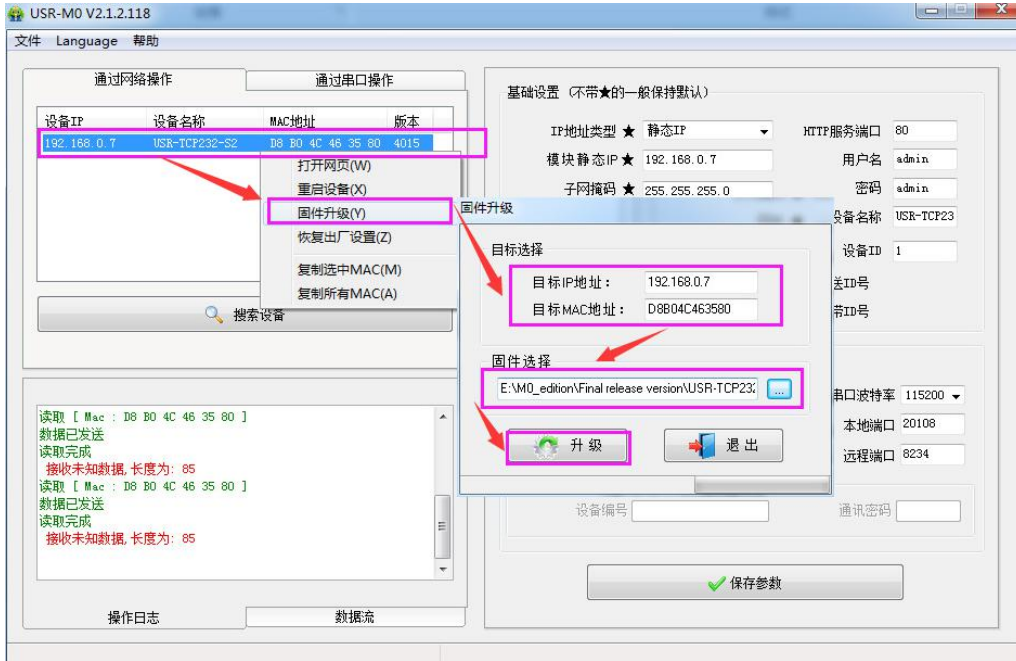 USR-M0 V2.1.2.118
文件 Language 帮助
通过网络操作 通过串口操作
设备IP 设备名称 MAC地址 版本
192.168.0.7 USR-TCP232-S2 D8 B0 4C 46 35 80 4015
打开网页(W)
重启设备(X)
固件升级(Y)
恢复出厂设置(Z)
复制选中MAC(M)
复制所有MAC(A)
搜索设备
读取 [ Mac : D8 B0 4C 46 35 80 ]
数据已发送
读取完成
接收未知数据,长度为: 85
读取 [ Mac : D8 B0 4C 46 35 80 ]
数据已发送
读取完成
接收未知数据,长度为: 85
操作日志 数据流
基础设置 (不带★的一般保持默认)
IP地址类型 ★ 静态IP HTTP服务端口 80
模块静态IP★ 192.168.0.7 用户名 admin
子网掩码 ★ 255.255.255.0 密码 admin
设备名称 USR-TCP23
设备ID 1
送ID号
带ID号
固件升级
目标选择
目标IP地址: 192.168.0.7
目标MAC地址: D8B04C463580
固件选择
E:\M0_edition\Final release version\USR-TCP232 ...
升级 退出
串口波特率 115200
本地端口 20108
远程端口 8234
设备编号 通讯密码
保存参数